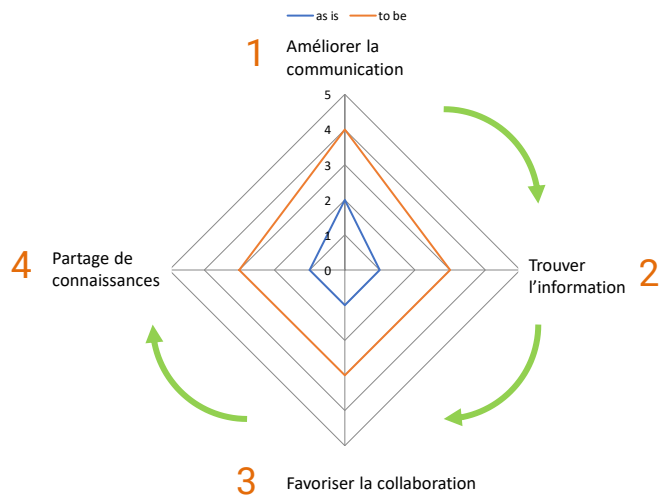 as is to be
1
Améliorer la
communication
5
4
3
2
1
0
4
Partage de
connaissances
Trouver
l’information
2
3
Favoriser la collaboration